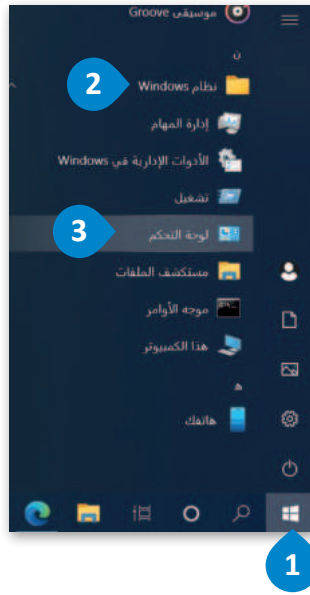 موسيقى Groove
ن
نظام Windows
2
إدارة المهام
الأدوات الإدارية في Windows
تشغيل
لوحة التحكم
3
مستكشف الملفات
موجه الأوامر
هذا الكمبيوتر
ه
هاتفك
1